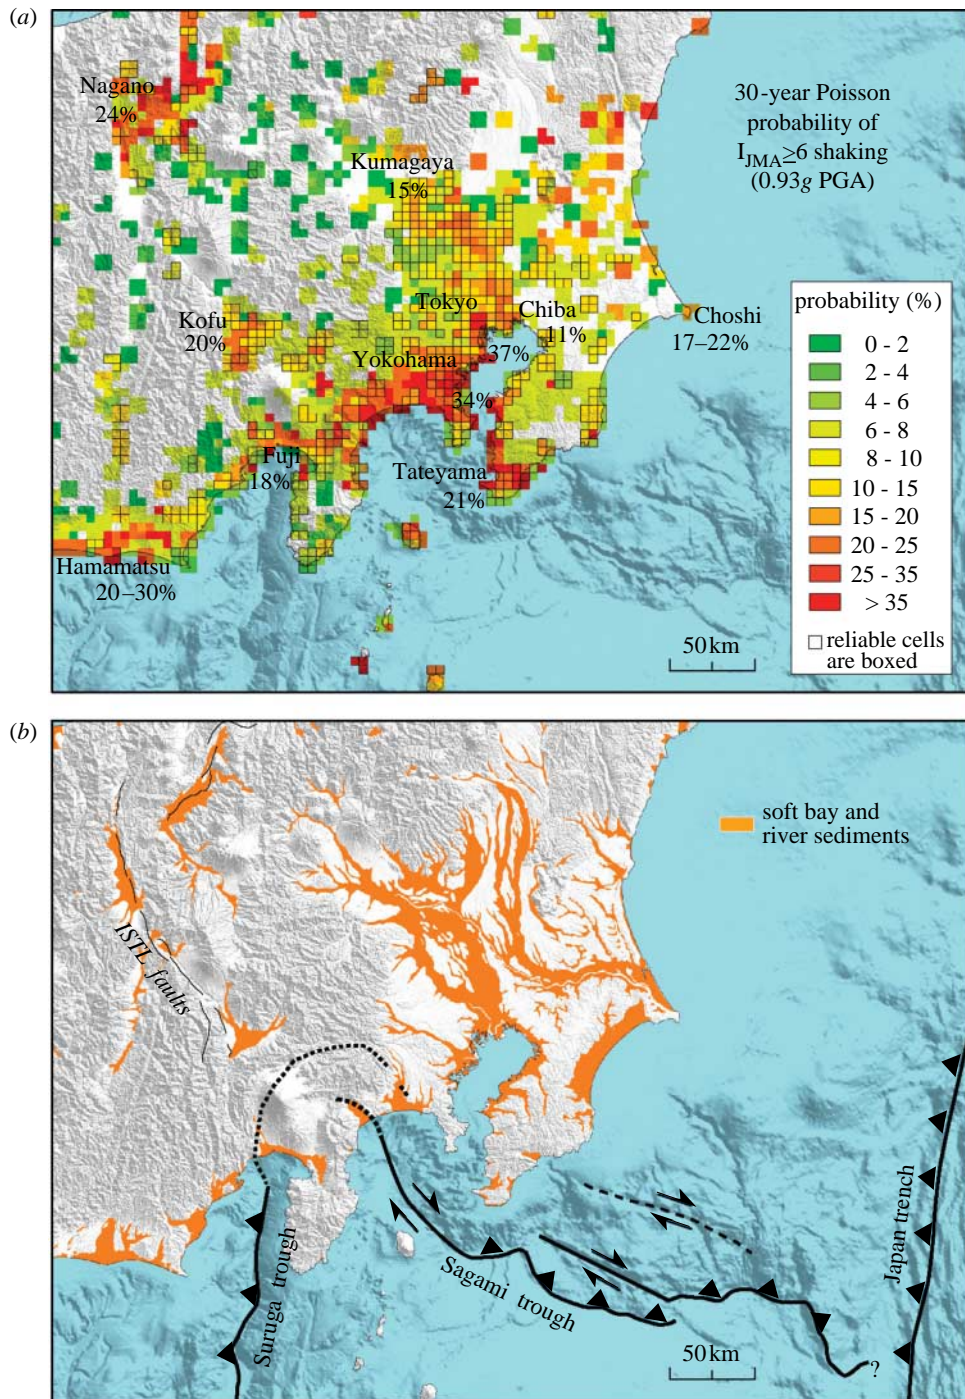 (a)
Nagano
24%
Kumagaya
15%
30-year Poisson
probability of
I_JMA≥6 shaking
(0.93g PGA)
Tokyo
Chiba
11%
37%
Kofu
20%
Yokohama
34%
Choshi
17–22%
Fuji
18%
Tateyama
21%
Hamamatsu
20–30%
probability (%)
0 - 2
2 - 4
4 - 6
6 - 8
8 - 10
10 - 15
15 - 20
20 - 25
25 - 35
> 35
reliable cells
are boxed
50 km
(b)
soft bay and
river sediments
ISTL faults
Suruga trough
Sagami trough
Japan trench
?
50 km